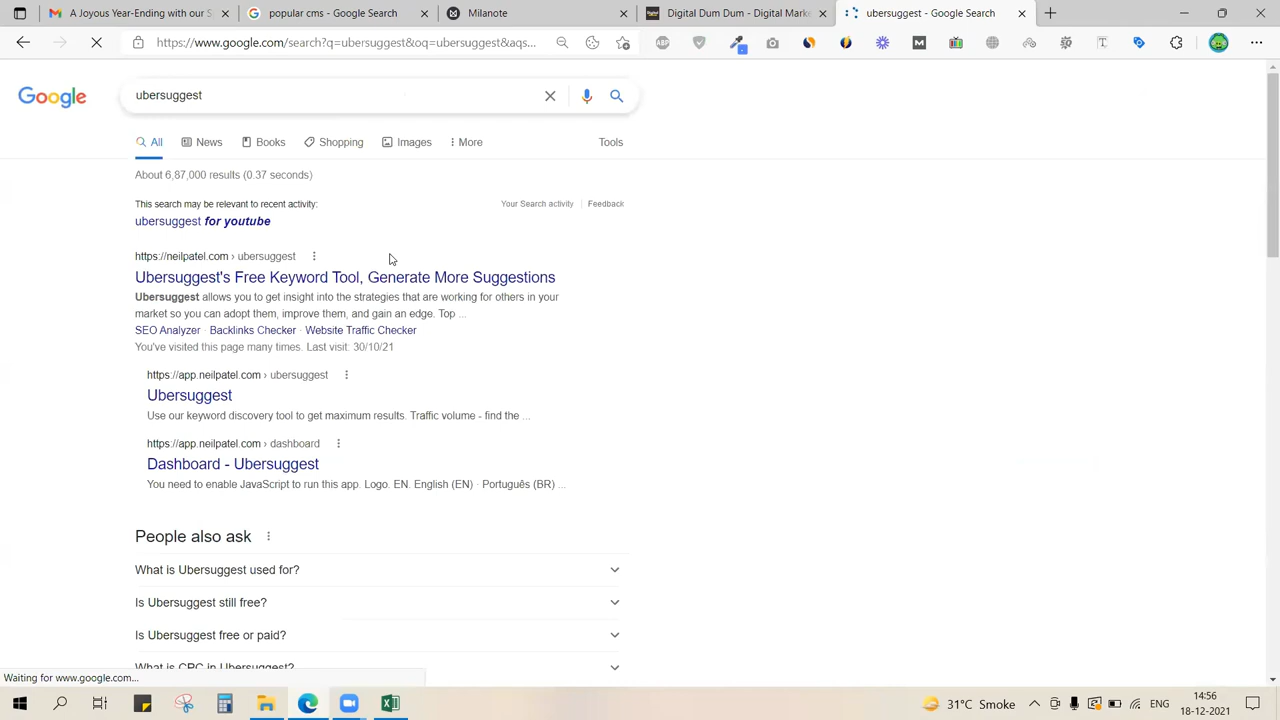 A Joyous Year-Ending with our S
popular comgics - Google Search
Milanote
Digital Dum Dum - Digital Mark
ubersuggest - Google Search
https://www.google.com/search?q=ubersuggest&oq=ubersuggest&aqs...
ABP
M
T
Google
ubersuggest
All
News
Books
Shopping
Images
More
Tools
About 6,87,000 results (0.37 seconds)
This search may be relevant to recent activity:
Your Search activity
Feedback
ubersuggest for youtube
https://neilpatel.com › ubersuggest
Ubersuggest's Free Keyword Tool, Generate More Suggestions
Ubersuggest allows you to get insight into the strategies that are working for others in your
market so you can adopt them, improve them, and gain an edge. Top ...
SEO Analyzer · Backlinks Checker · Website Traffic Checker
You've visited this page many times. Last visit: 30/10/21
https://app.neilpatel.com › ubersuggest
Ubersuggest
Use our keyword discovery tool to get maximum results. Traffic volume - find the ...
https://app.neilpatel.com › dashboard
Dashboard - Ubersuggest
You need to enable JavaScript to run this app. Logo. EN. English (EN) · Português (BR) ...
People also ask
What is Ubersuggest used for?
Is Ubersuggest still free?
Is Ubersuggest free or paid?
What is CPC in Ubersuggest?
Waiting for www.google.com...
31°C Smoke
ENG
14:56
18-12-2021